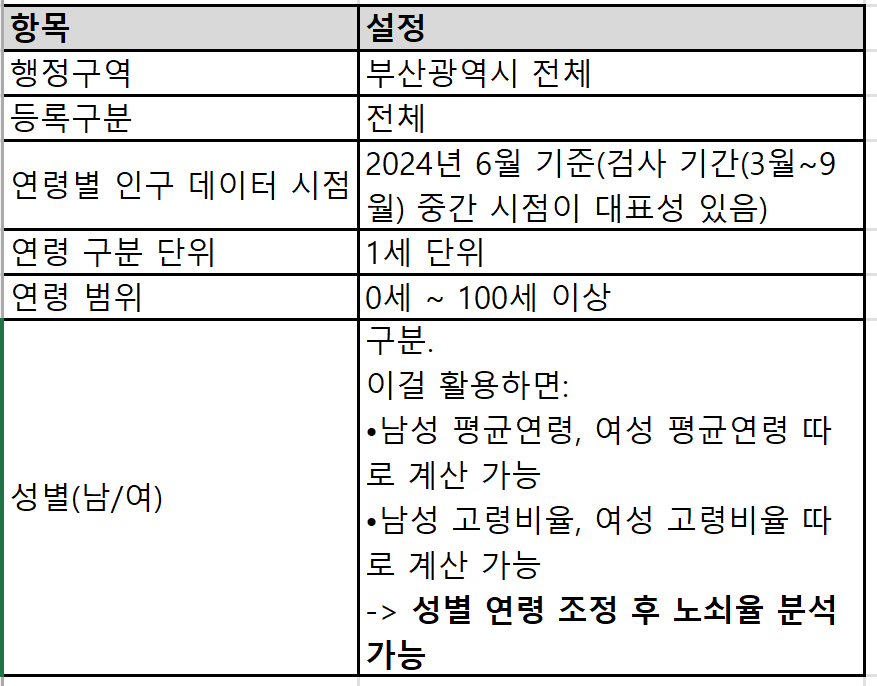 항목
설정
행정구역
부산광역시 전체
등록구분
전체
연령별 인구 데이터 시점
2024년 6월 기준(검사 기간(3월~9
월) 중간 시점이 대표성 있음)
연령 구분 단위
1세 단위
연령 범위
0세 ~ 100세 이상
성별(남/여)
구분.
이걸 활용하면:
•남성 평균연령, 여성 평균연령 따
로 계산 가능
•남성 고령비율, 여성 고령비율 따
로 계산 가능
-> 성별 연령 조정 후 노쇠율 분석
가능